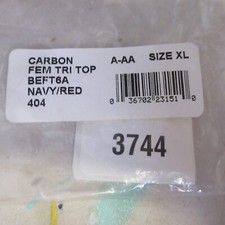 CARBON A-AA SIZE XL
FEM TRI TOP
BEFT6A
NAVY/RED
404
0 36702 23151 0
3744